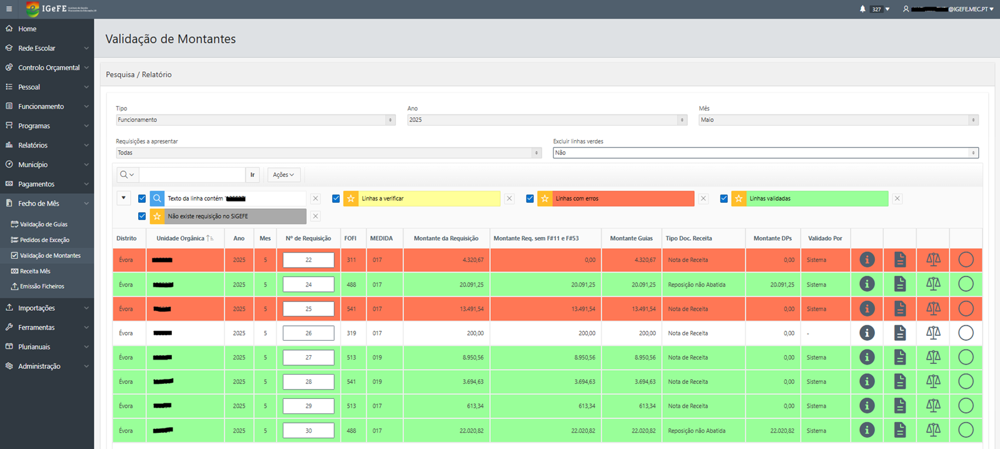 IGeFE
327
@IGEFE.MEC.PT
Home
Rede Escolar
Controlo Orçamental
Pessoal
Funcionamento
Programas
Relatórios
Município
Pagamentos
Fecho de Mês
Validação de Guias
Pedidos de Exceção
Validação de Montantes
Receita Mês
Emissão Ficheiros
Importações
Ferramentas
Plurianuais
Administração
Validação de Montantes
Pesquisa / Relatório
Tipo Ano Mês
Funcionamento 2025 Maio
Requisições a apresentar Excluir linhas verdes
Todas Não
Ir Ações
Texto da linha contém ' Linhas a verificar Linhas com erros Linhas validadas
Não existe requisição no SIGEFE
Distrito Unidade Orgânica Ano Mes Nº de Requisição FOFI MEDIDA Montante da Requisição Montante Req. sem F#11 e F#53 Montante Guias Tipo Doc. Receita Montante DPs Validado Por
Évora 2025 5 22 311 017 4.320,67 0,00 4.320,67 Nota de Receita 0,00 Sistema
Évora 2025 5 24 488 017 20.091,25 20.091,25 20.091,25 Reposição não Abatida 20.091,25 Sistema
Évora 2025 5 25 541 017 13.491,54 13.491,54 13.491,54 Nota de Receita 0,00 Sistema
Évora 2025 5 26 319 017 200,00 200,00 200,00 Nota de Receita 0,00 -
Évora 2025 5 27 513 019 8.950,56 8.950,56 8.950,56 Nota de Receita 0,00 Sistema
Évora 2025 5 28 541 019 3.694,63 3.694,63 3.694,63 Nota de Receita 0,00 Sistema
Évora 2025 5 29 513 017 613,34 613,34 613,34 Nota de Receita 0,00 Sistema
Évora 2025 5 30 488 017 22.020,82 22.020,82 22.020,82 Reposição não Abatida 22.020,82 Sistema